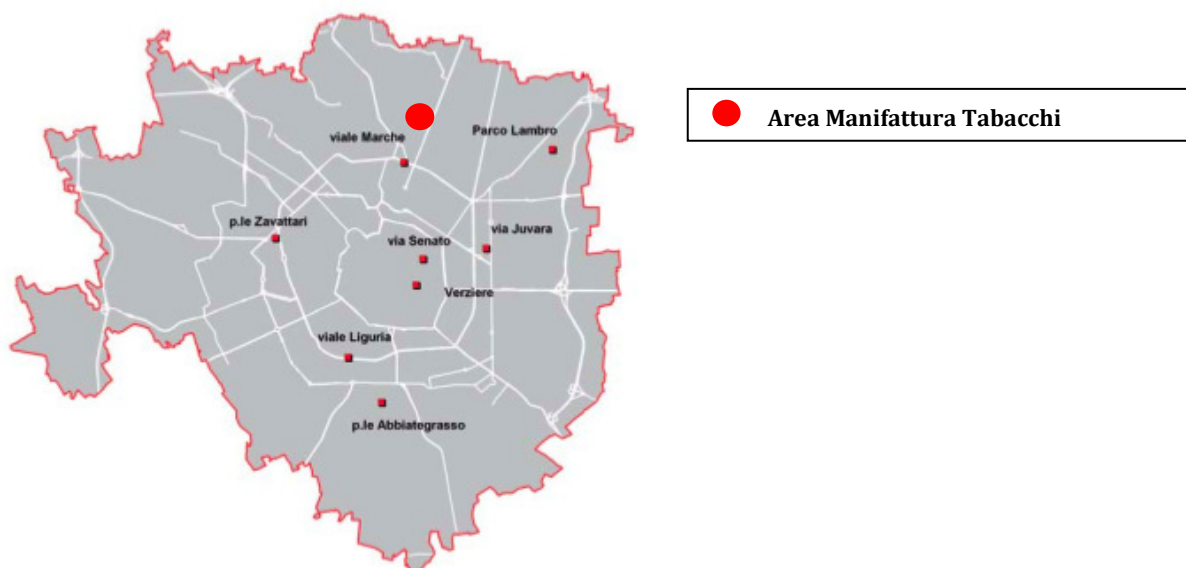 Area Manifattura Tabacchi
viale Marche
Parco Lambro
p.le Zavattari
via Juvara
via Senato
Verziere
viale Liguria
p.le Abbiategrasso